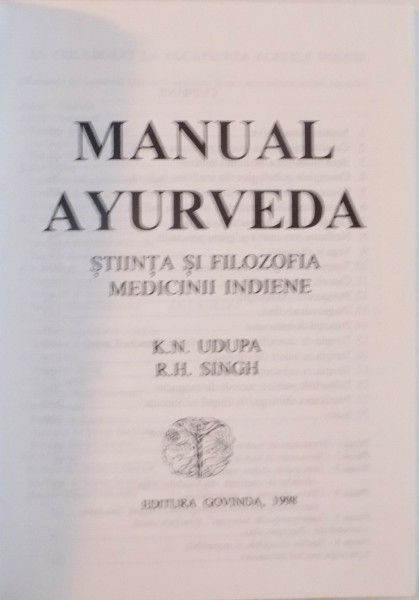 MANUAL
AYURVEDA
ȘTIINȚA ȘI FILOZOFIA
MEDICINII INDIENE
K.N. UDUPA
R.H. SINGH
EDITURA GOVINDA, 1998